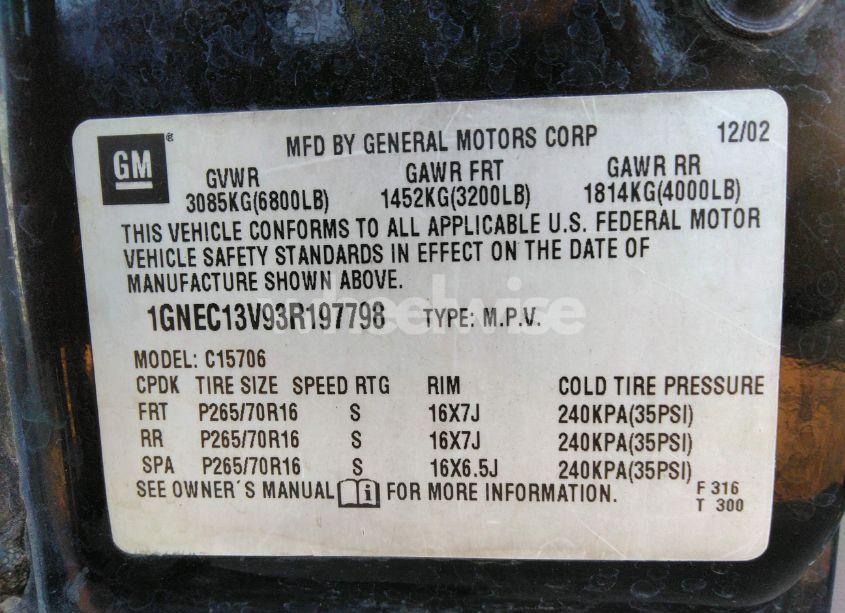 GM ®
MFD BY GENERAL MOTORS CORP 12/02
GVWR GAWR FRT GAWR RR
3085KG(6800LB) 1452KG(3200LB) 1814KG(4000LB)
THIS VEHICLE CONFORMS TO ALL APPLICABLE U.S. FEDERAL MOTOR
VEHICLE SAFETY STANDARDS IN EFFECT ON THE DATE OF
MANUFACTURE SHOWN ABOVE.
wheelwise
1GNEC13V93R197798 TYPE: M.P.V.
MODEL: C15706
CPDK TIRE SIZE SPEED RTG RIM COLD TIRE PRESSURE
FRT P265/70R16 S 16X7J 240KPA(35PSI)
RR P265/70R16 S 16X7J 240KPA(35PSI)
SPA P265/70R16 S 16X6.5J 240KPA(35PSI)
SEE OWNER'S MANUAL i FOR MORE INFORMATION. F 316
T 300